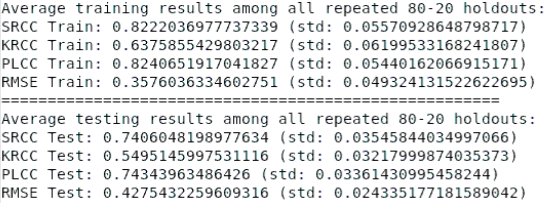 Average training results among all repeated 80-20 holdouts:
SRCC Train: 0.8222036977737339 (std: 0.05570928648798717)
KRCC Train: 0.6375855429803217 (std: 0.06199533168241807)
PLCC Train: 0.8240651917041827 (std: 0.05440162066915171)
RMSE Train: 0.3576036334602751 (std: 0.049324131522622695)
======================================================
Average testing results among all repeated 80-20 holdouts:
SRCC Test: 0.7406048198977634 (std: 0.03545844034997066)
KRCC Test: 0.5495145997531116 (std: 0.03217999874035373)
PLCC Test: 0.74343963486426 (std: 0.03361430995458244)
RMSE Test: 0.4275432259609316 (std: 0.024335177181589042)